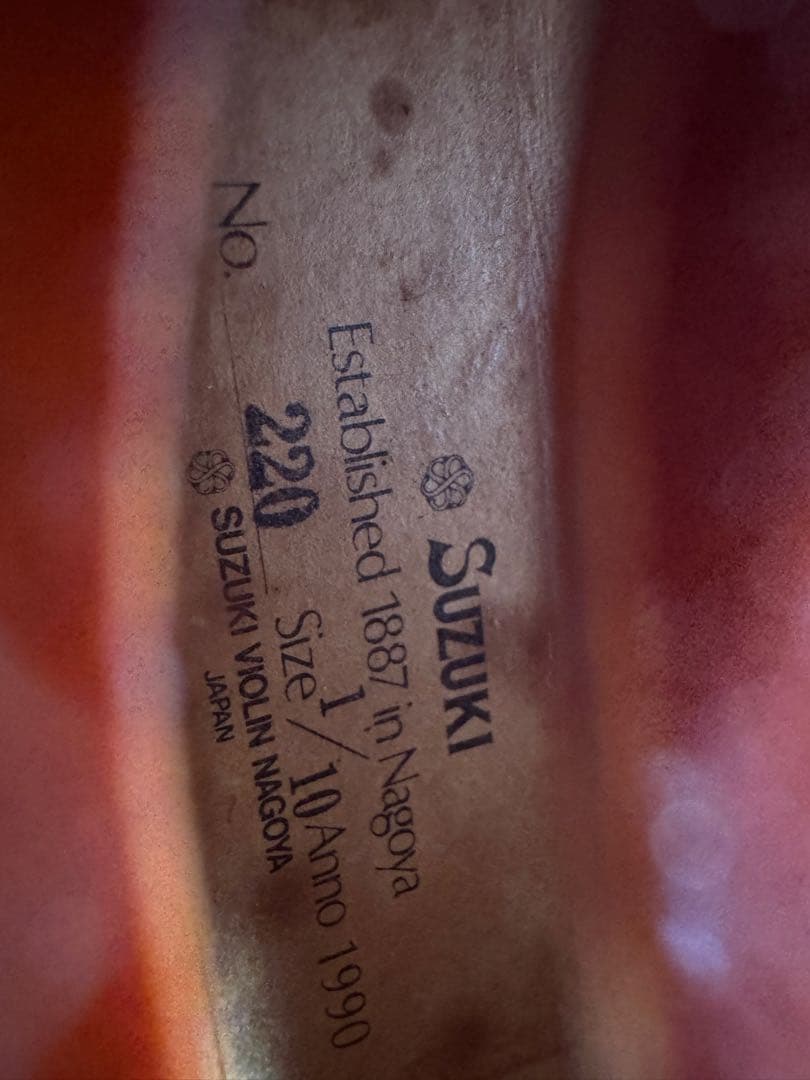 SUZUKI
Established 1887 in Nagoya
No. 220 Size 1/10 Anno 1990
SUZUKI VIOLIN NAGOYA
JAPAN